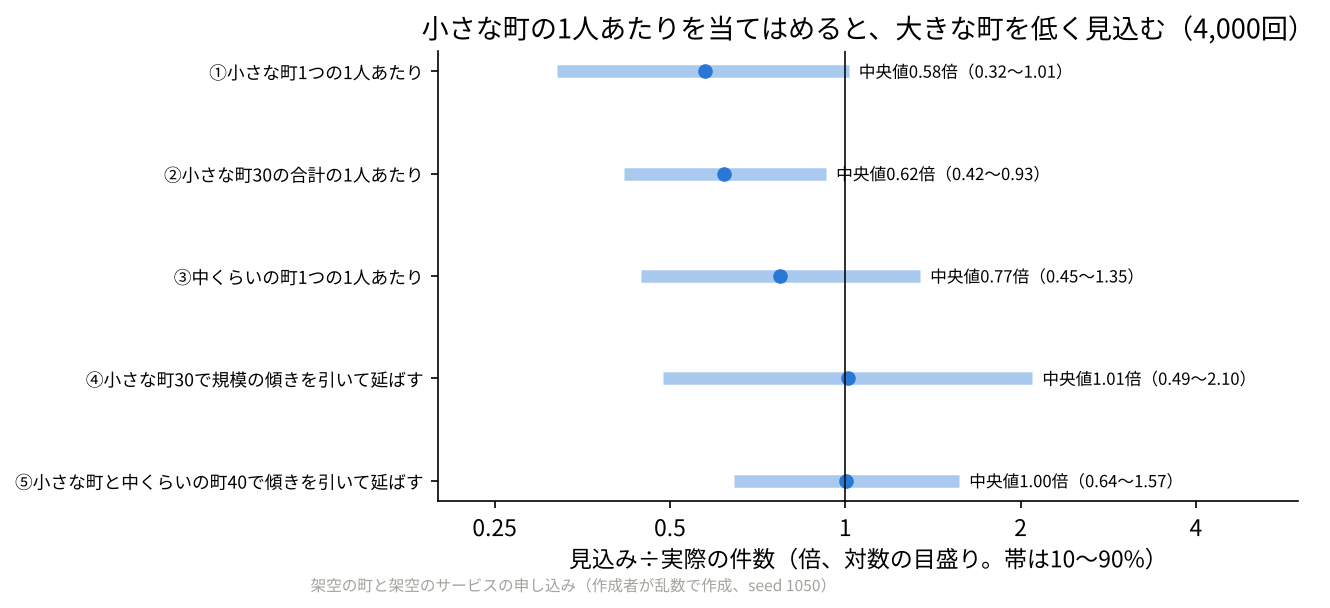 小さな町の1人あたりを当てはめると、大きな町を低く見込む（4,000回）
①小さな町1つの1人あたり
中央値0.58倍（0.32〜1.01）
②小さな町30の合計の1人あたり
中央値0.62倍（0.42〜0.93）
③中くらいの町1つの1人あたり
中央値0.77倍（0.45〜1.35）
④小さな町30で規模の傾きを引いて延ばす
中央値1.01倍（0.49〜2.10）
⑤小さな町と中くらいの町40で傾きを引いて延ばす
中央値1.00倍（0.64〜1.57）
0.25 0.5 1 2 4
見込み÷実際の件数（倍、対数の目盛り。帯は10〜90%）
架空の町と架空のサービスの申し込み（作成者が乱数で作成、seed 1050）